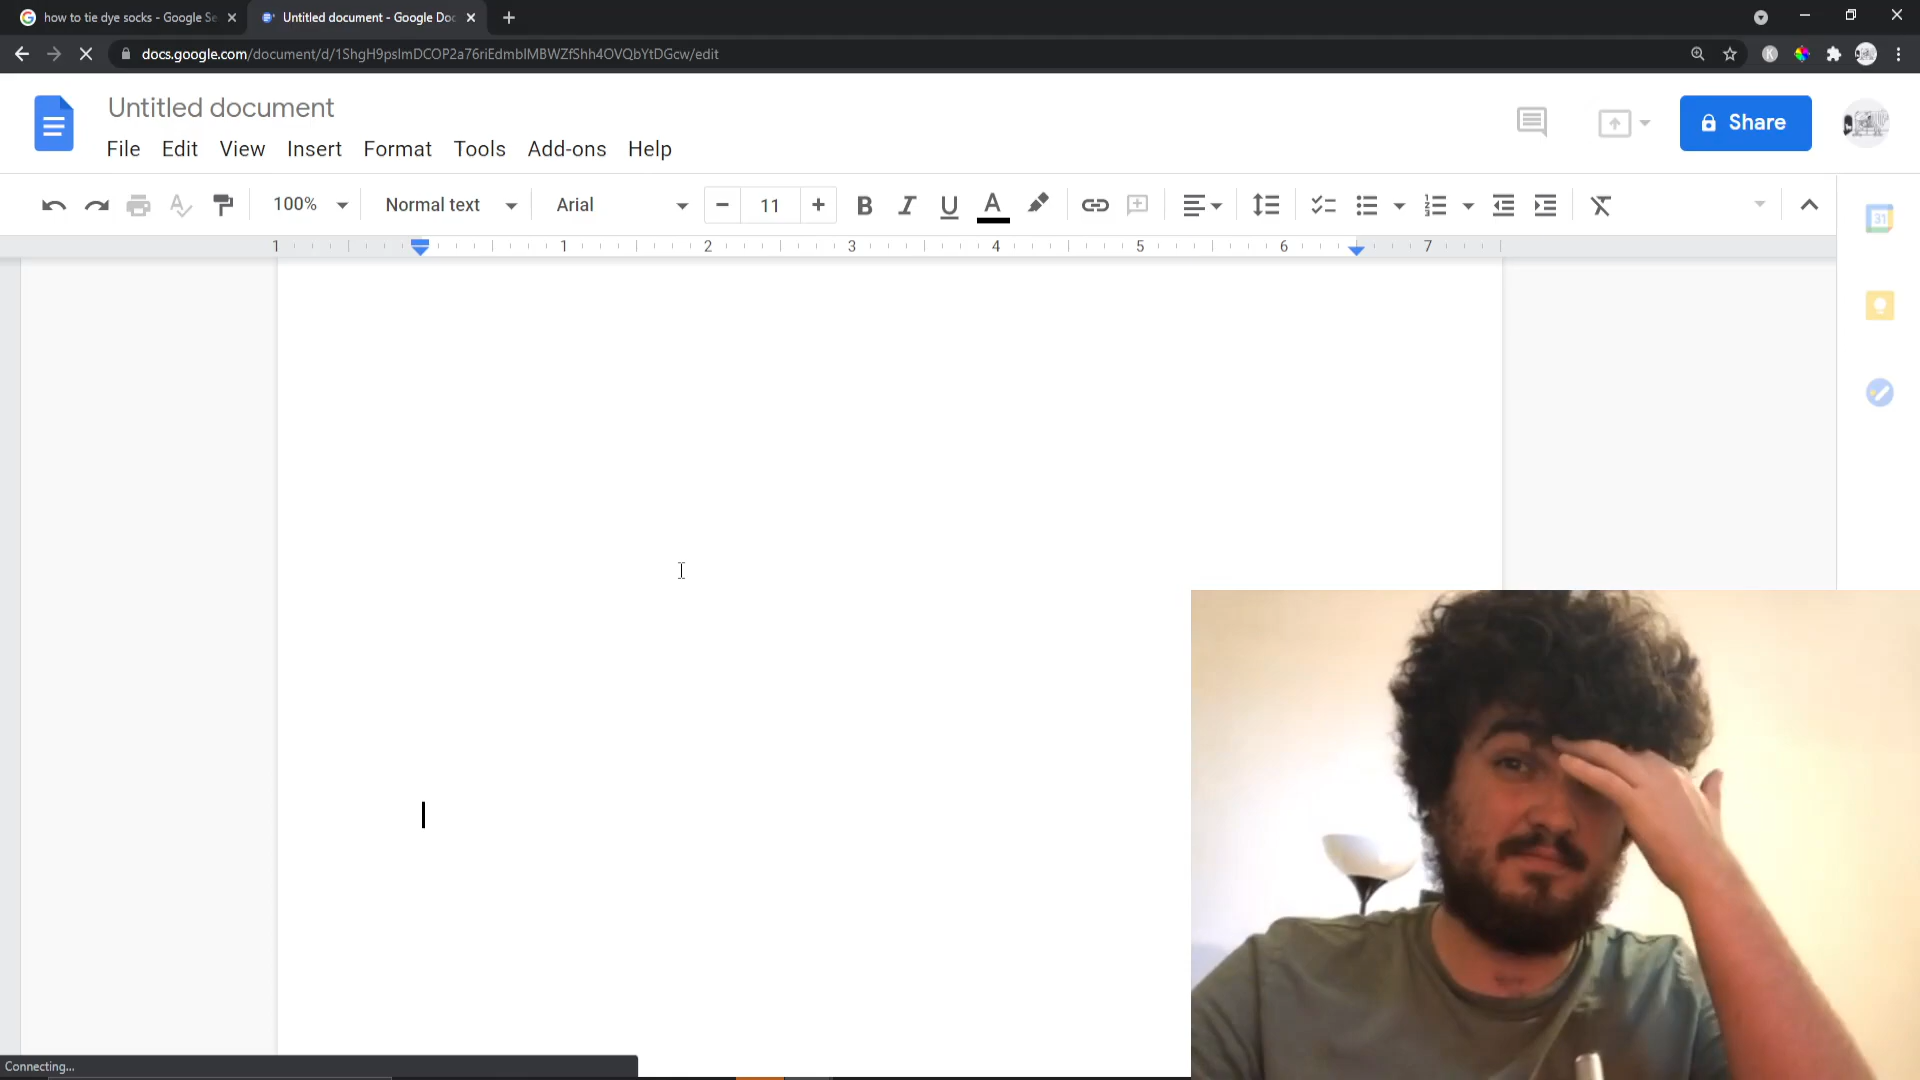 how to tie dye socks - Google Se
Untitled document - Google Doc
docs.google.com/document/d/1ShgH9pslmDCOP2a76riEdmbIMBWZfShh4OVQbYtDGcw/edit
Untitled document
File Edit View Insert Format Tools Add-ons Help
Share
100% Normal text Arial 11 B I U A
1 1 2 3 4 5 6 7
31
K
Connecting...